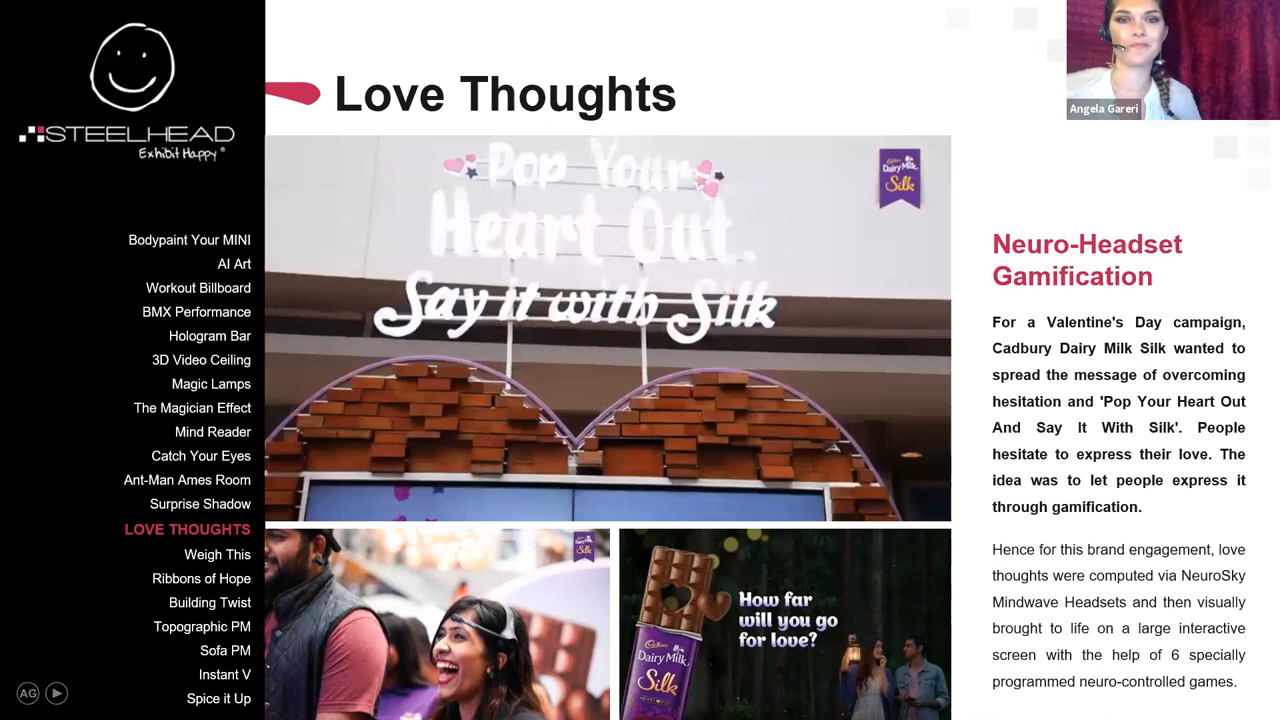 STEELHEAD
Exhibit Happy®
Bodypaint Your MINI
AI Art
Workout Billboard
BMX Performance
Hologram Bar
3D Video Ceiling
Magic Lamps
The Magician Effect
Mind Reader
Catch Your Eyes
Ant-Man Ames Room
Surprise Shadow
LOVE THOUGHTS
Weigh This
Ribbons of Hope
Building Twist
Topographic PM
Sofa PM
Instant V
Spice it Up
AG
Love Thoughts
Pop Your
Heart Out.
Say it with Silk
Cadbury
Dairy Milk
Silk
Dairy Milk
Silk
How far
will you go
for love?
Cadbury
Dairy Milk
Silk
Angela Gareri
Neuro-Headset
Gamification
For a Valentine's Day campaign,
Cadbury Dairy Milk Silk wanted to
spread the message of overcoming
hesitation and 'Pop Your Heart Out
And Say It With Silk'. People
hesitate to express their love. The
idea was to let people express it
through gamification.
Hence for this brand engagement, love
thoughts were computed via NeuroSky
Mindwave Headsets and then visually
brought to life on a large interactive
screen with the help of 6 specially
programmed neuro-controlled games.